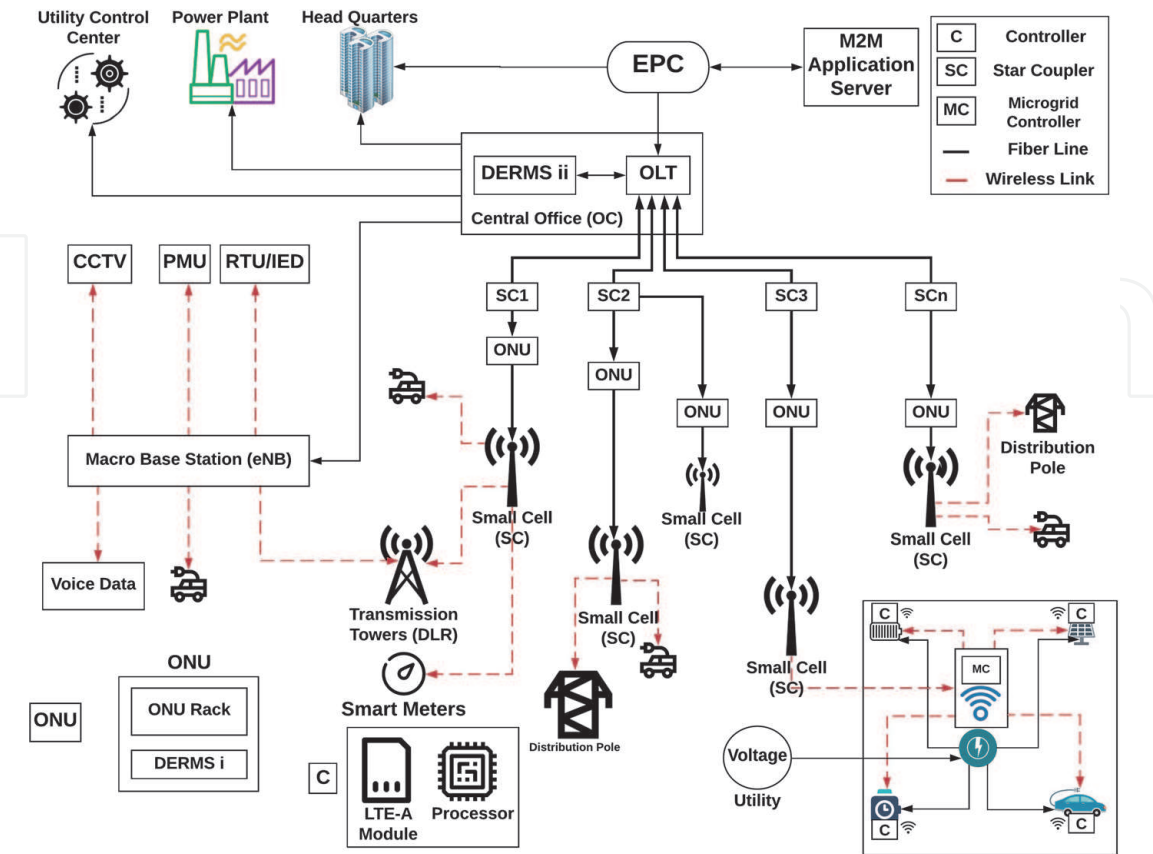 Utility Control
Center
Power Plant
Head Quarters
EPC
M2M
Application
Server
C
Controller
SC
Star Coupler
MC
Microgrid
Controller
Fiber Line
Wireless Link
DERMS ii
OLT
Central Office (OC)
CCTV
PMU
RTU/IED
SC1
SC2
SC3
SCn
ONU
ONU
ONU
ONU
ONU
Macro Base Station (eNB)
Distribution
Pole
Small Cell
(SC)
Small Cell
(SC)
Small Cell
(SC)
Voice Data
Transmission
Towers (DLR)
Small Cell
(SC)
Small Cell
(SC)
Smart Meters
Distribution Pole
ONU
ONU
ONU Rack
DERMS i
C
LTE-A
Module
Processor
Voltage
Utility
C
C
MC
C
C